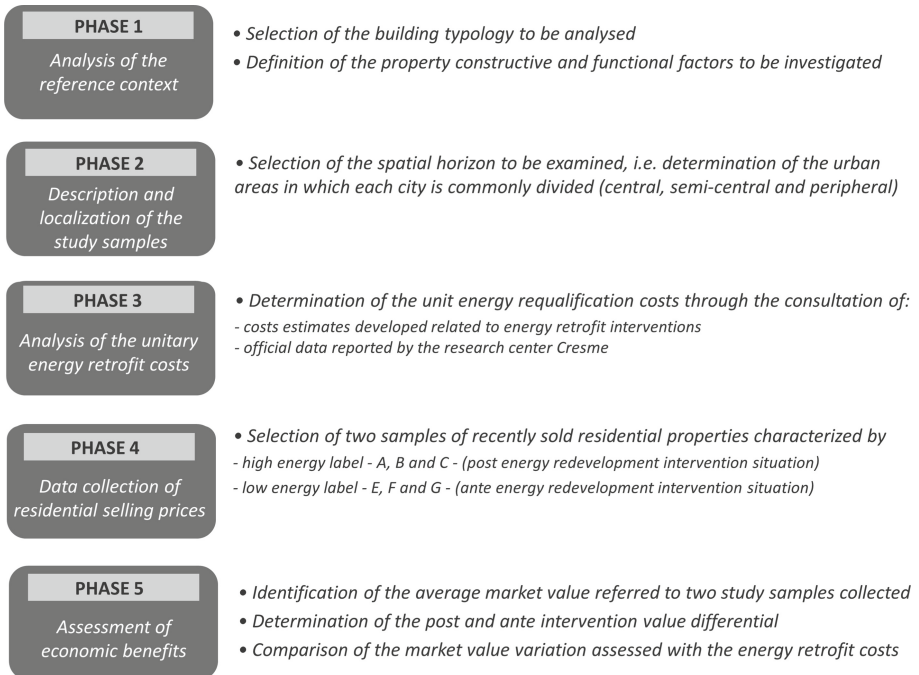 PHASE 1
Analysis of the
reference context
• Selection of the building typology to be analysed
• Definition of the property constructive and functional factors to be investigated
PHASE 2
Description and
localization of the
study samples
• Selection of the spatial horizon to be examined, i.e. determination of the urban
areas in which each city is commonly divided (central, semi-central and peripheral)
PHASE 3
Analysis of the unitary
energy retrofit costs
• Determination of the unit energy requalification costs through the consultation of:
- costs estimates developed related to energy retrofit interventions
- official data reported by the research center Cresme
PHASE 4
Data collection of
residential selling prices
• Selection of two samples of recently sold residential properties characterized by
- high energy label - A, B and C - (post energy redevelopment intervention situation)
- low energy label - E, F and G - (ante energy redevelopment intervention situation)
PHASE 5
Assessment of
economic benefits
• Identification of the average market value referred to two study samples collected
• Determination of the post and ante intervention value differential
• Comparison of the market value variation assessed with the energy retrofit costs